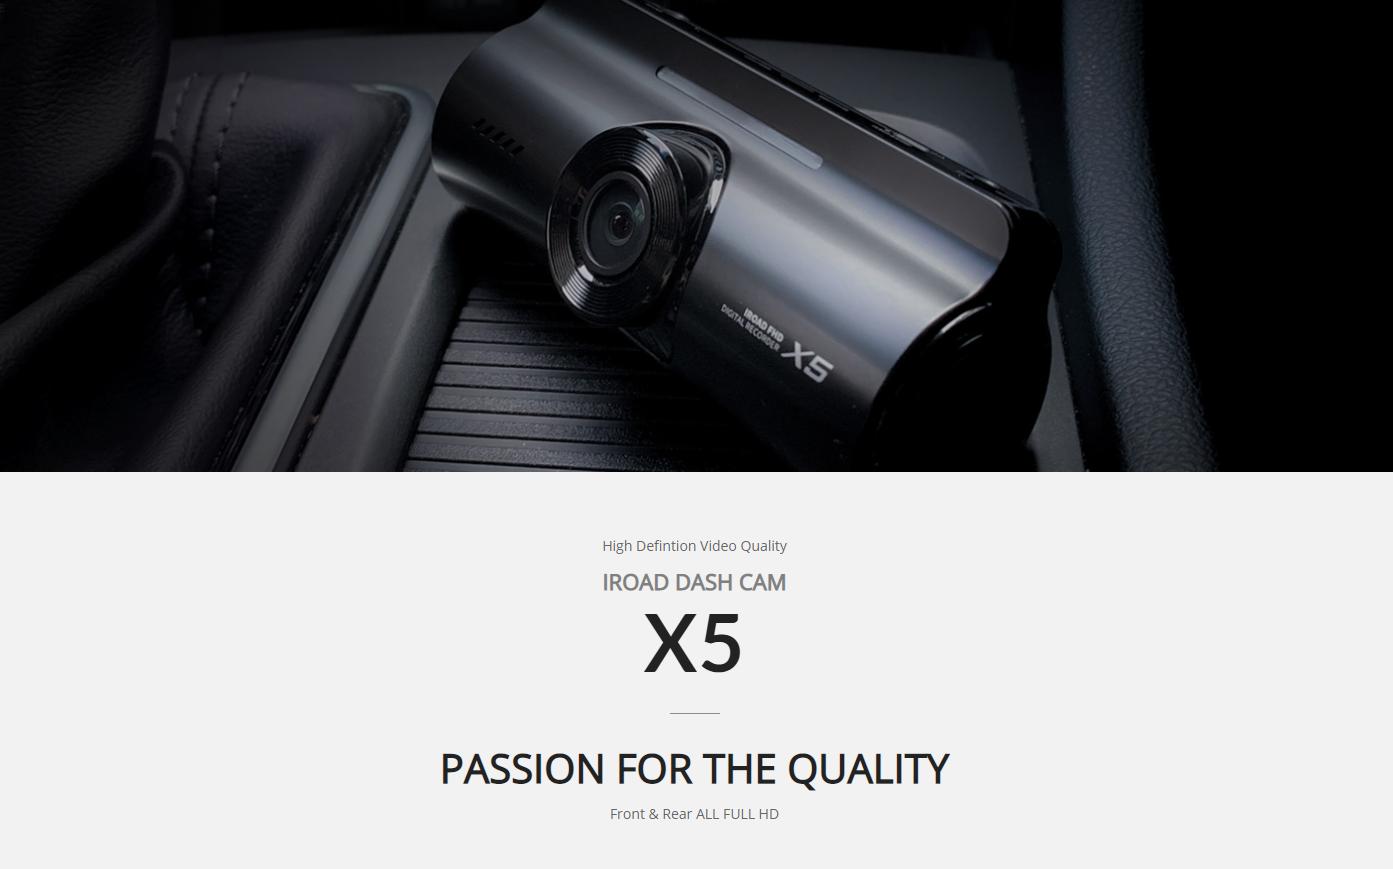 IROAD FHD
DIGITAL RECORDER X5
High Defintion Video Quality
IROAD DASH CAM
X5
PASSION FOR THE QUALITY
Front & Rear ALL FULL HD